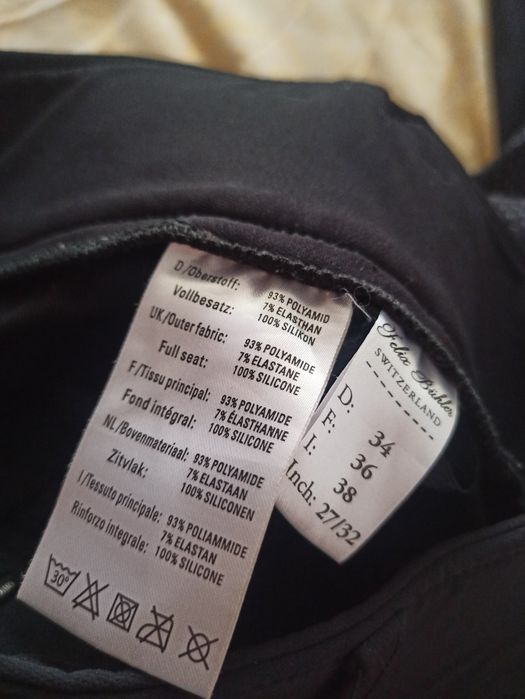 D/Oberstoff: 93% POLYAMID
7% ELASTHAN
Vollbesatz: 100% SILIKON
UK/Outer fabric: 93% POLYAMIDE
7% ELASTANE
Full seat: 100% SILICONE
F/Tissu principal: 93% POLYAMIDE
7% ÉLASTHANNE
Fond intégral: 100% SILICONE
NL/Bovenmateriaal: 93% POLYAMIDE
7% ELASTAAN
Zitvlak: 100% SILICONEN
I/Tessuto principale: 93% POLIAMMIDE
7% ELASTAN
Rinforzo integrale: 100% SILICONE
30°
Felix Bühler
SWITZERLAND
D: 34
F: 36
I: 38
Inch: 27/32